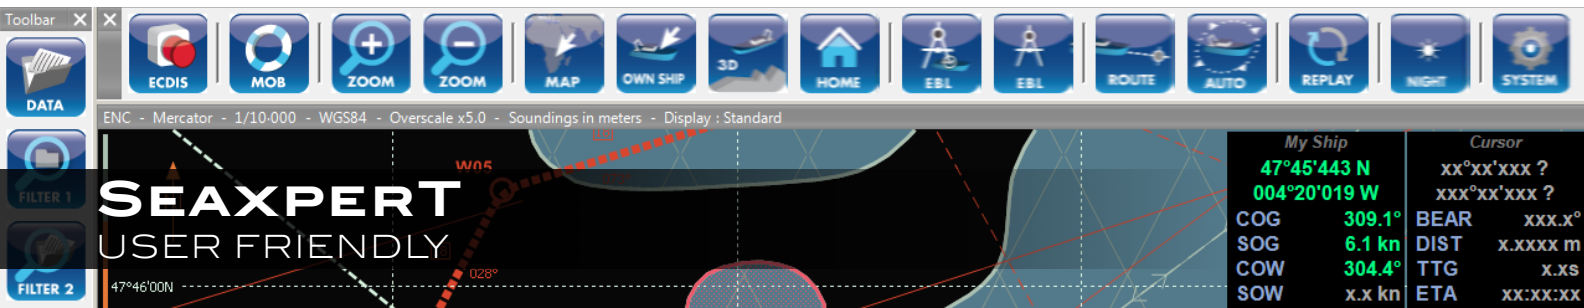 Toolbar
DATA
FILTER 1
FILTER 2
ECDIS
MOB
ZOOM
ZOOM
MAP
OWN SHIP
3D
HOME
EBL
EBL
ROUTE
AUTO
REPLAY
NIGHT
SYSTEM
ENC - Mercator - 1/10·000 - WGS84 - Overscale x5.0 - Soundings in meters - Display : Standard
W05
SEAXPERT
USER FRIENDLY
028°
47°46'00N
My Ship
47°45'443 N
004°20'019 W
COG 309.1°
SOG 6.1 kn
COW 304.4°
SOW x.x kn
Cursor
xx°xx'xxx ?
xxx°xx'xxx ?
BEAR xxx.x°
DIST x.xxxx m
TTG x.xs
ETA xx:xx:xx